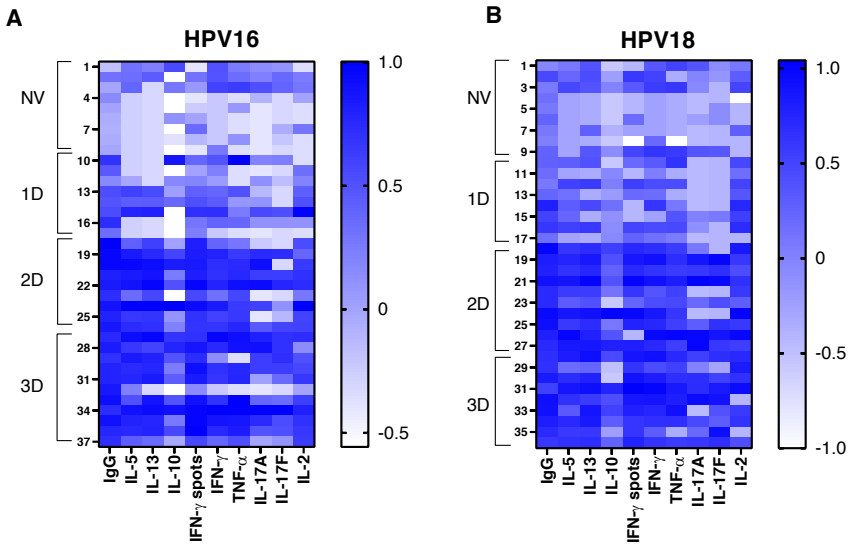 A
HPV16
NV
1D
2D
3D
1
4
7
10
13
16
19
22
25
28
31
34
37
IgG
IL-5
IL-13
IL-10
IFN-γ spots
IFN-γ
TNF-α
IL-17A
IL-17F
IL-2
1.0
0.5
0
-0.5
B
HPV18
NV
1D
2D
3D
1
3
5
7
9
11
13
15
17
19
21
23
25
27
29
31
33
35
IgG
IL-5
IL-13
IL-10
IFN-γ spots
IFN-γ
TNF-α
IL-17A
IL-17F
IL-2
1.0
0.5
0
-0.5
-1.0